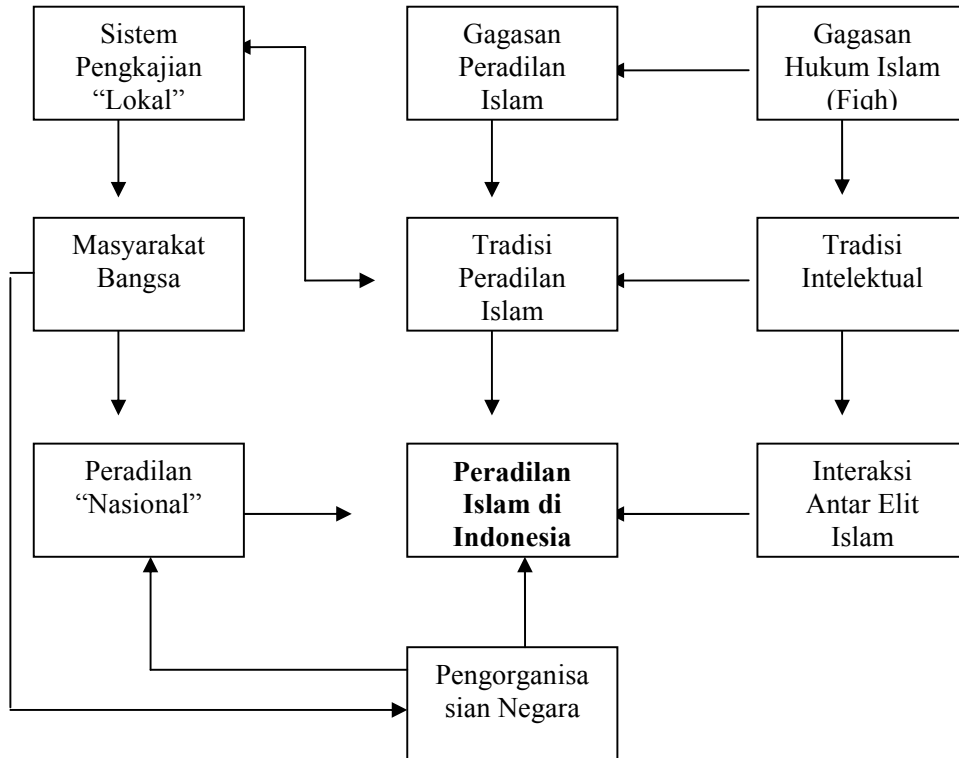 Sistem
Pengkajian
“Lokal”
Gagasan
Peradilan
Islam
Gagasan
Hukum Islam
(Fiqh)
Masyarakat
Bangsa
Tradisi
Peradilan
Islam
Tradisi
Intelektual
Peradilan
“Nasional”
Peradilan
Islam di
Indonesia
Interaksi
Antar Elit
Islam
Pengorganisa
sian Negara